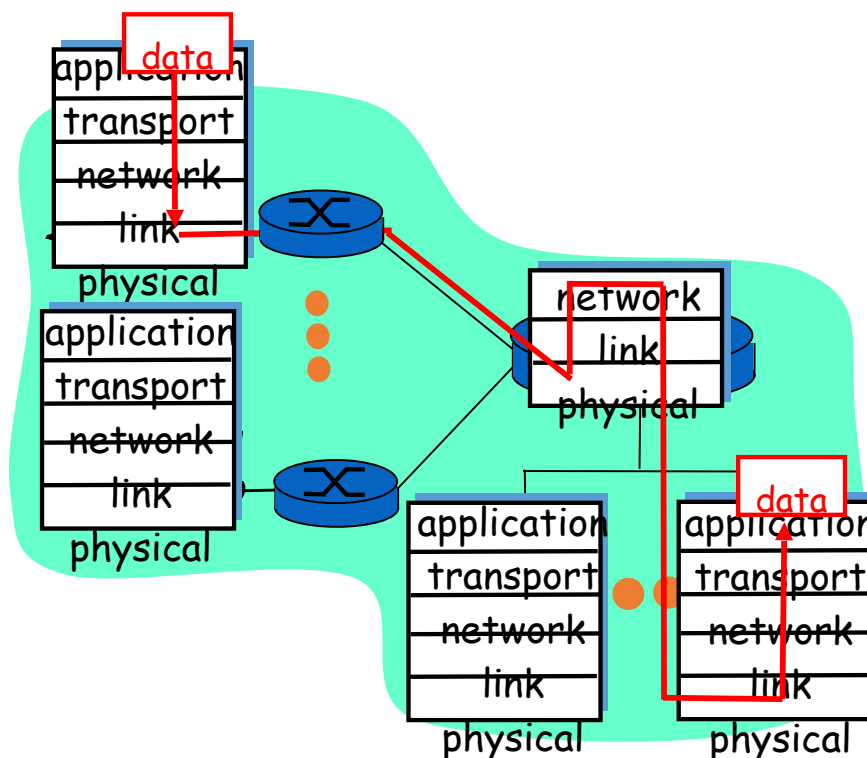 data
application
transport
network
link
physical
application
transport
network
link
physical
network
link
physical
application
transport
network
link
physical
data
application
transport
network
link
physical